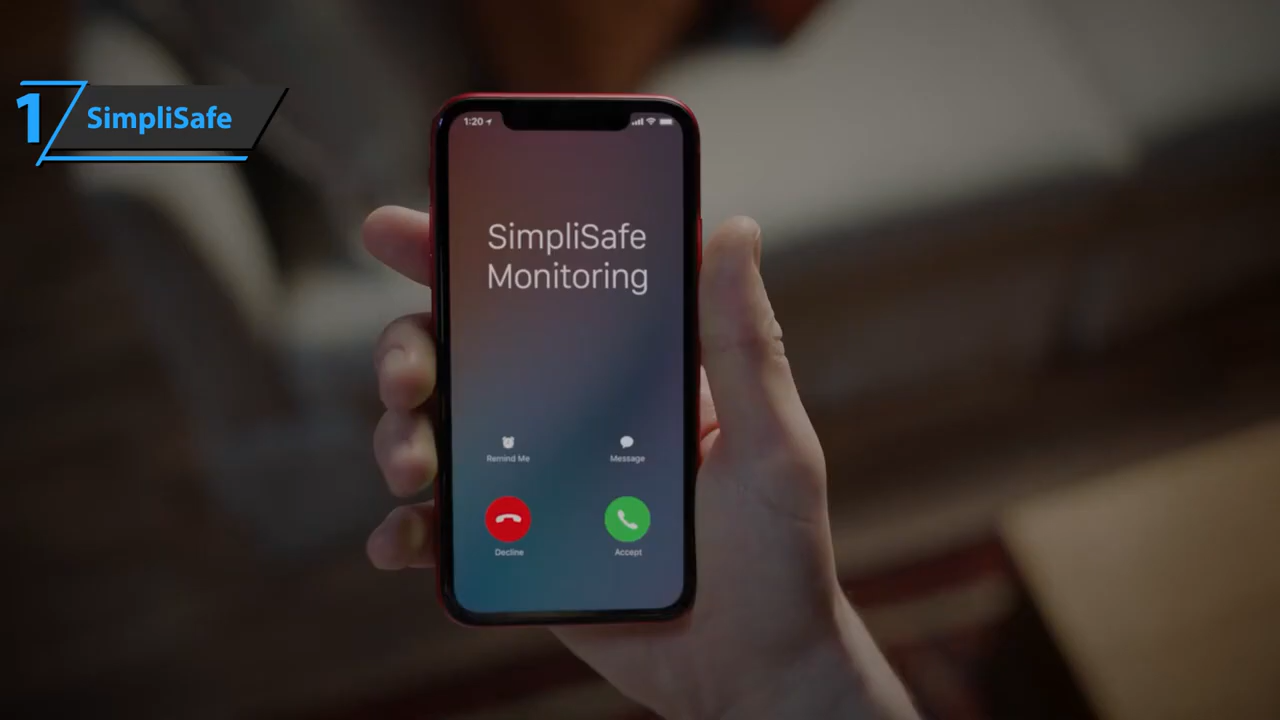 1 SimpliSafe
1:20
SimpliSafe
Monitoring
Remind Me Message
Decline Accept